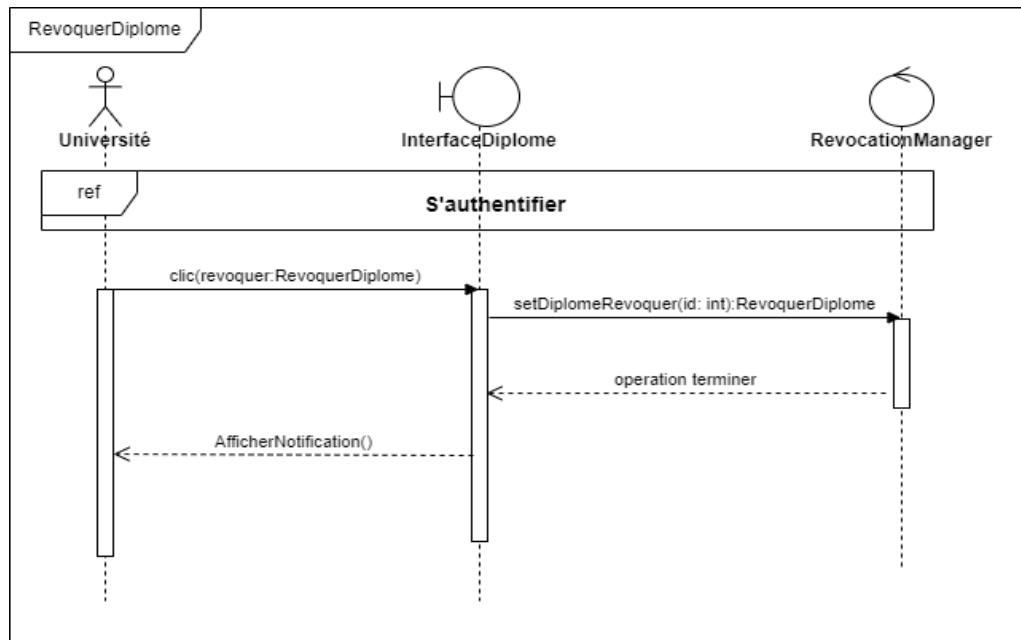 RevoquerDiplome
Université
InterfaceDiplome
RevocationManager
ref
S'authentifier
clic(revoquer:RevoquerDiplome)
setDiplomeRevoquer(id: int):RevoquerDiplome
operation terminer
AfficherNotification()